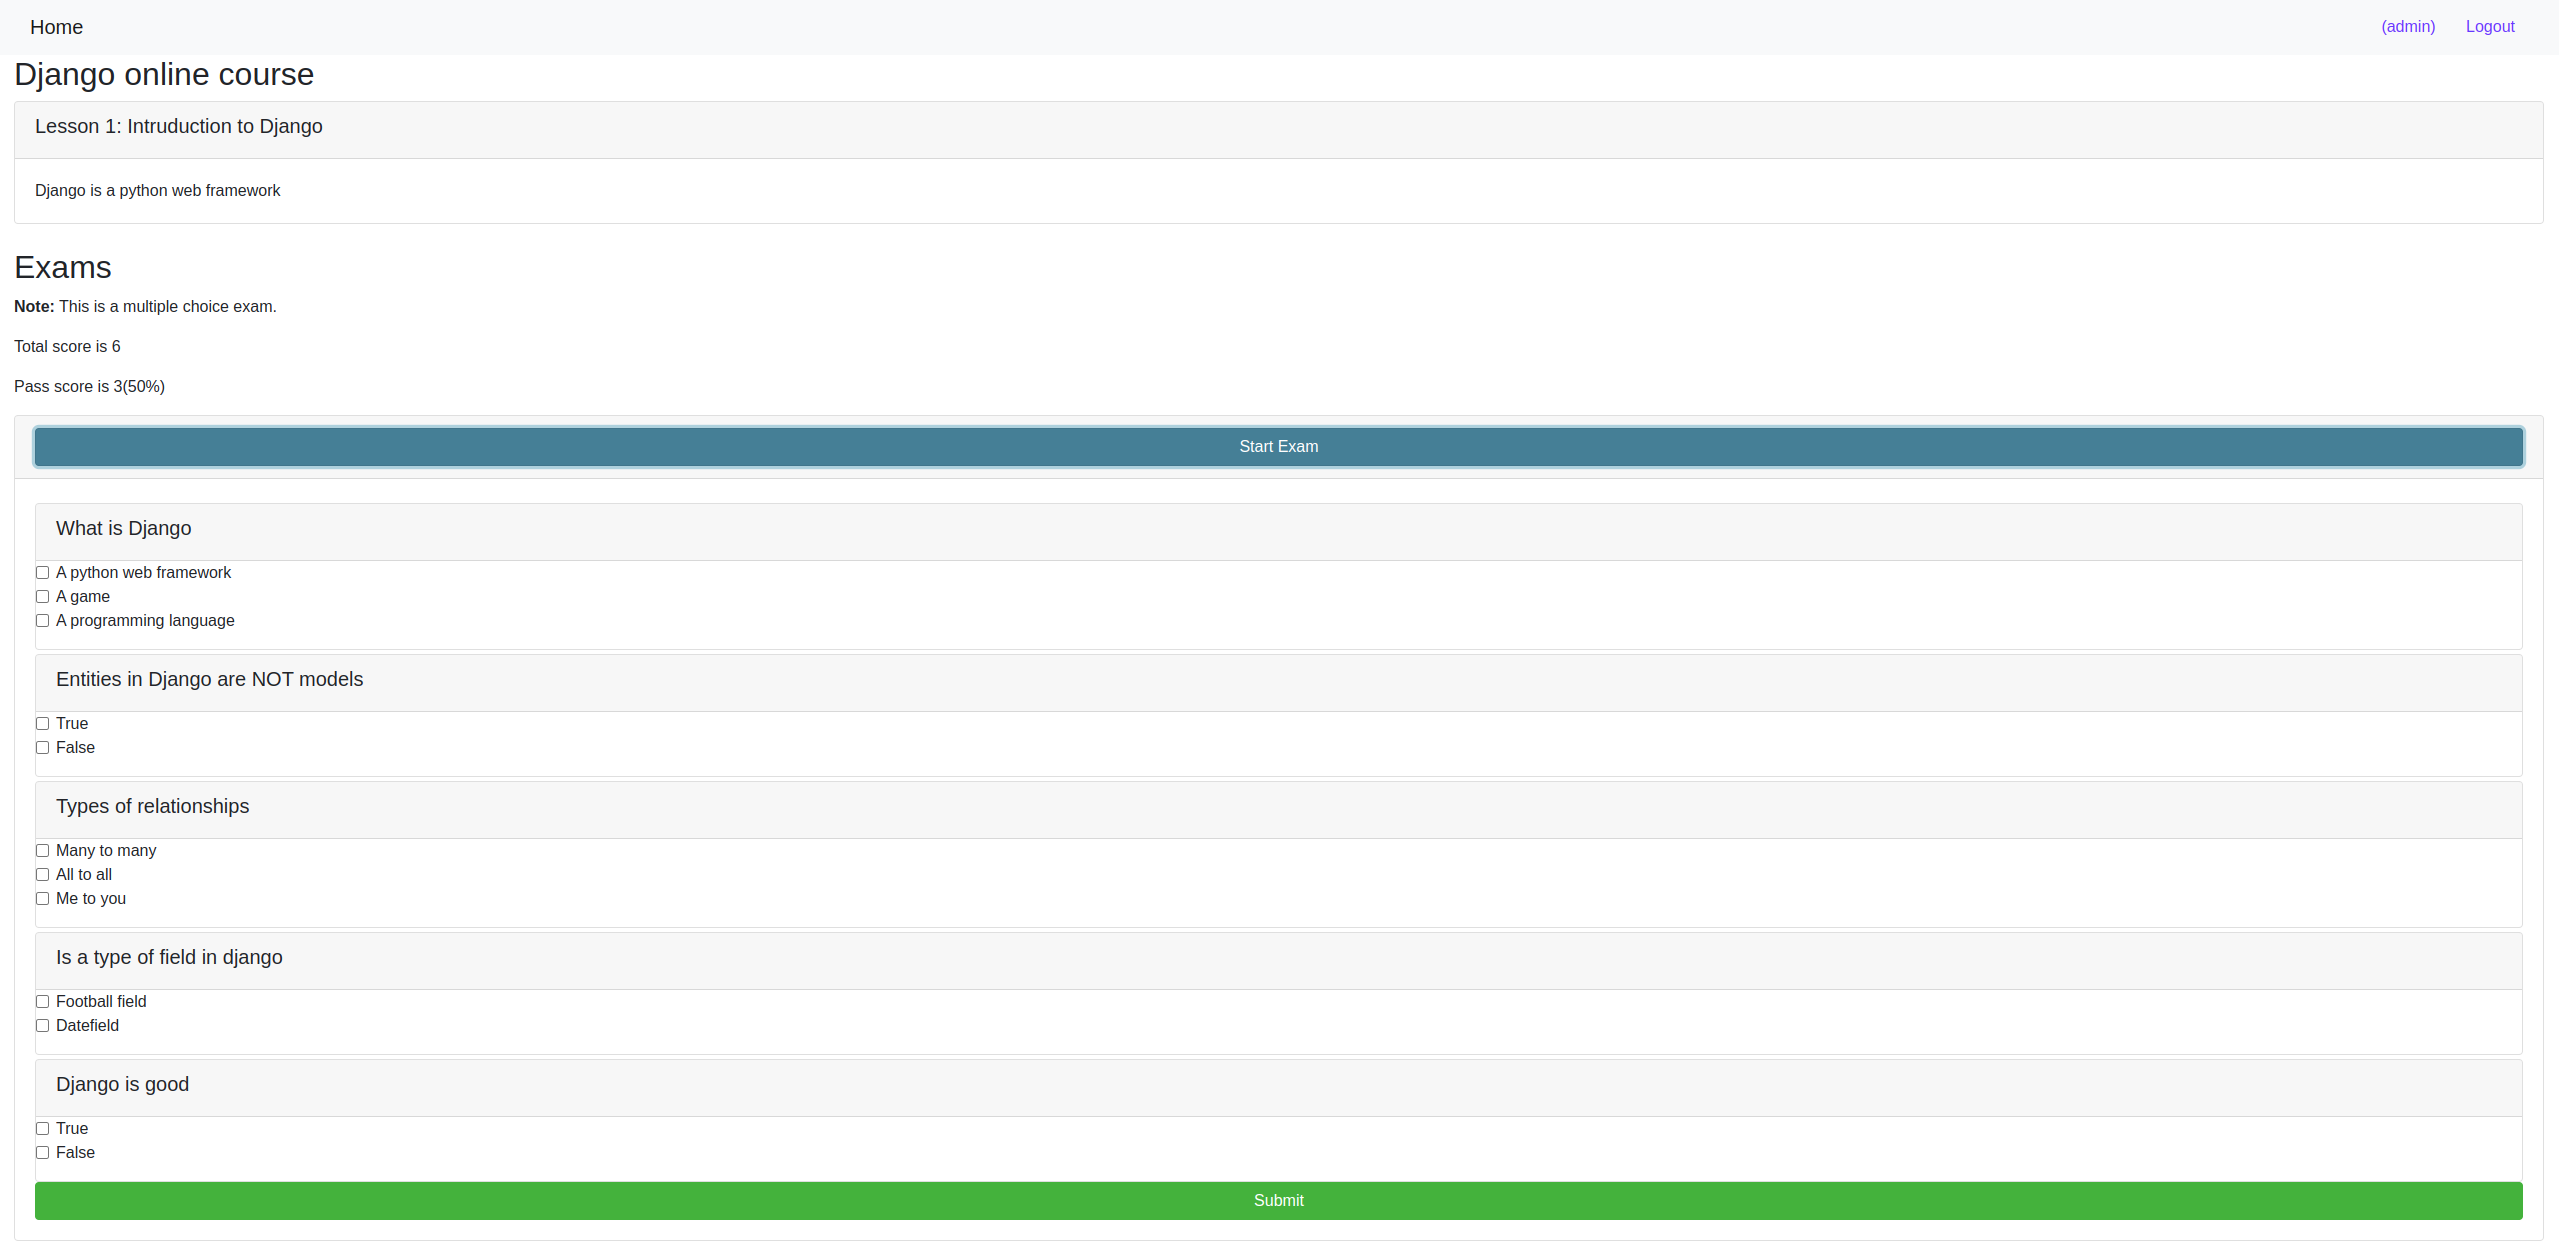 Home (admin) Logout
Django online course
Lesson 1: Intruduction to Django
Django is a python web framework
Exams
Note: This is a multiple choice exam.
Total score is 6
Pass score is 3(50%)
Start Exam
What is Django
A python web framework
A game
A programming language
Entities in Django are NOT models
True
False
Types of relationships
Many to many
All to all
Me to you
Is a type of field in django
Football field
Datefield
Django is good
True
False
Submit